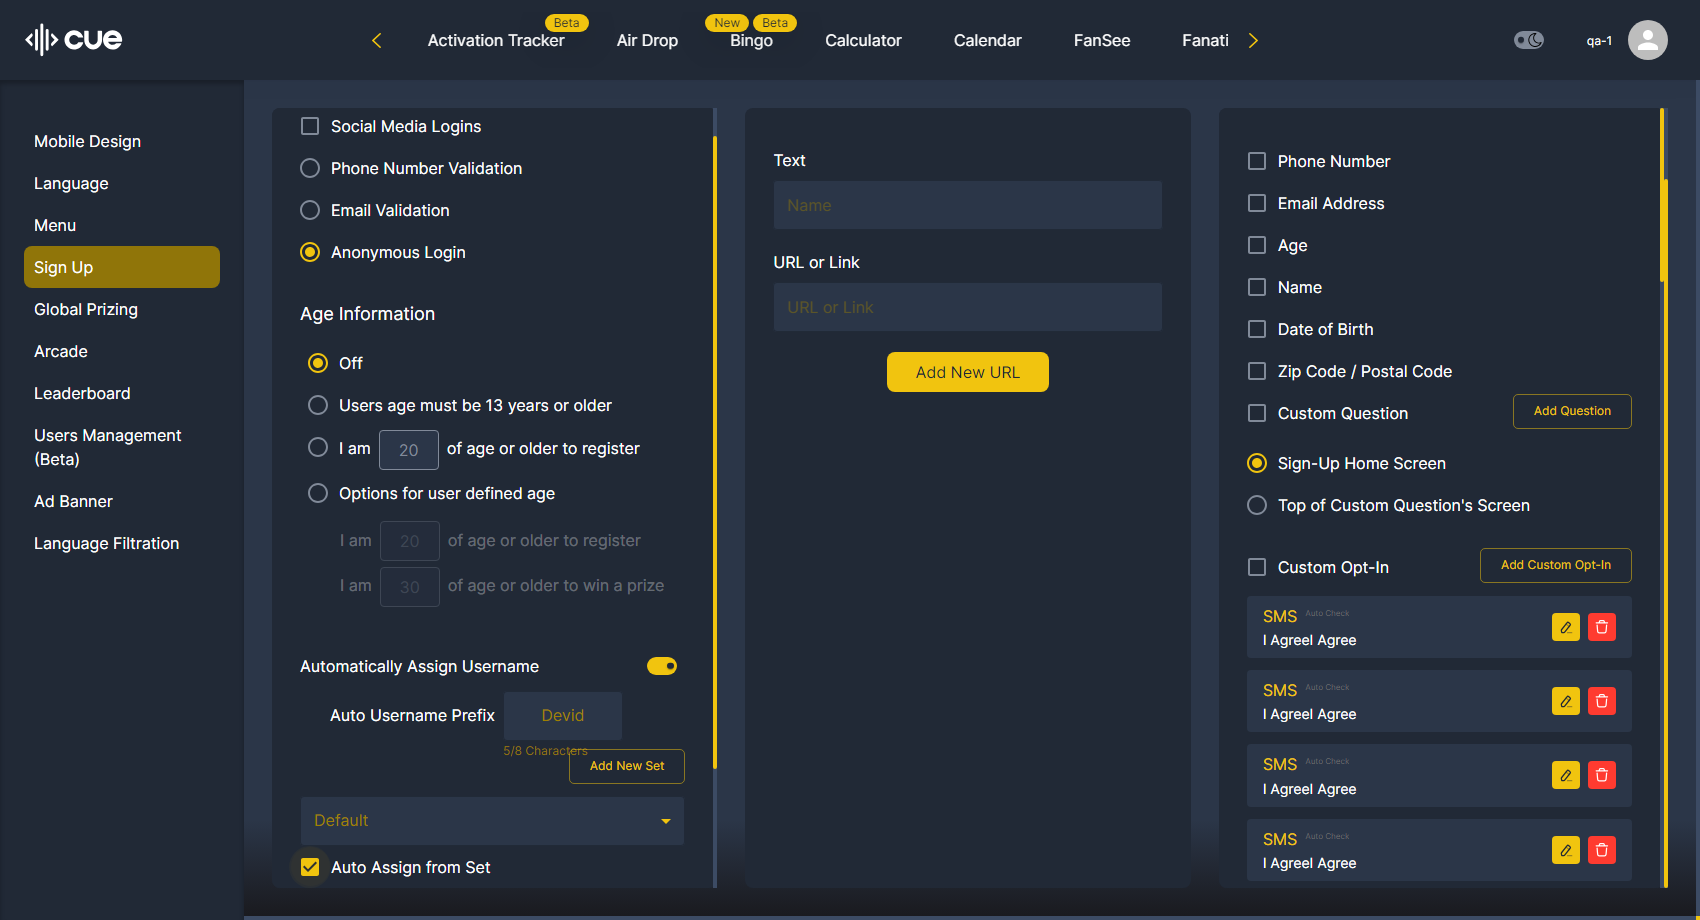 cue
Activation Tracker
Beta
Air Drop
New
Beta
Bingo
Calculator
Calendar
FanSee
Fanati
qa-1
Mobile Design
Language
Menu
Sign Up
Global Prizing
Arcade
Leaderboard
Users Management
(Beta)
Ad Banner
Language Filtration
Social Media Logins
Phone Number Validation
Email Validation
Anonymous Login
Age Information
Off
Users age must be 13 years or older
I am 20 of age or older to register
Options for user defined age
I am 20 of age or older to register
I am 30 of age or older to win a prize
Automatically Assign Username
Auto Username Prefix Devid
5/8 Characters
Add New Set
Default
Auto Assign from Set
Text
Name
URL or Link
URL or Link
Add New URL
Phone Number
Email Address
Age
Name
Date of Birth
Zip Code / Postal Code
Custom Question
Add Question
Sign-Up Home Screen
Top of Custom Question's Screen
Custom Opt-In
Add Custom Opt-In
SMS Auto Check
I AgreeI Agree
SMS Auto Check
I AgreeI Agree
SMS Auto Check
I AgreeI Agree
SMS Auto Check
I AgreeI Agree